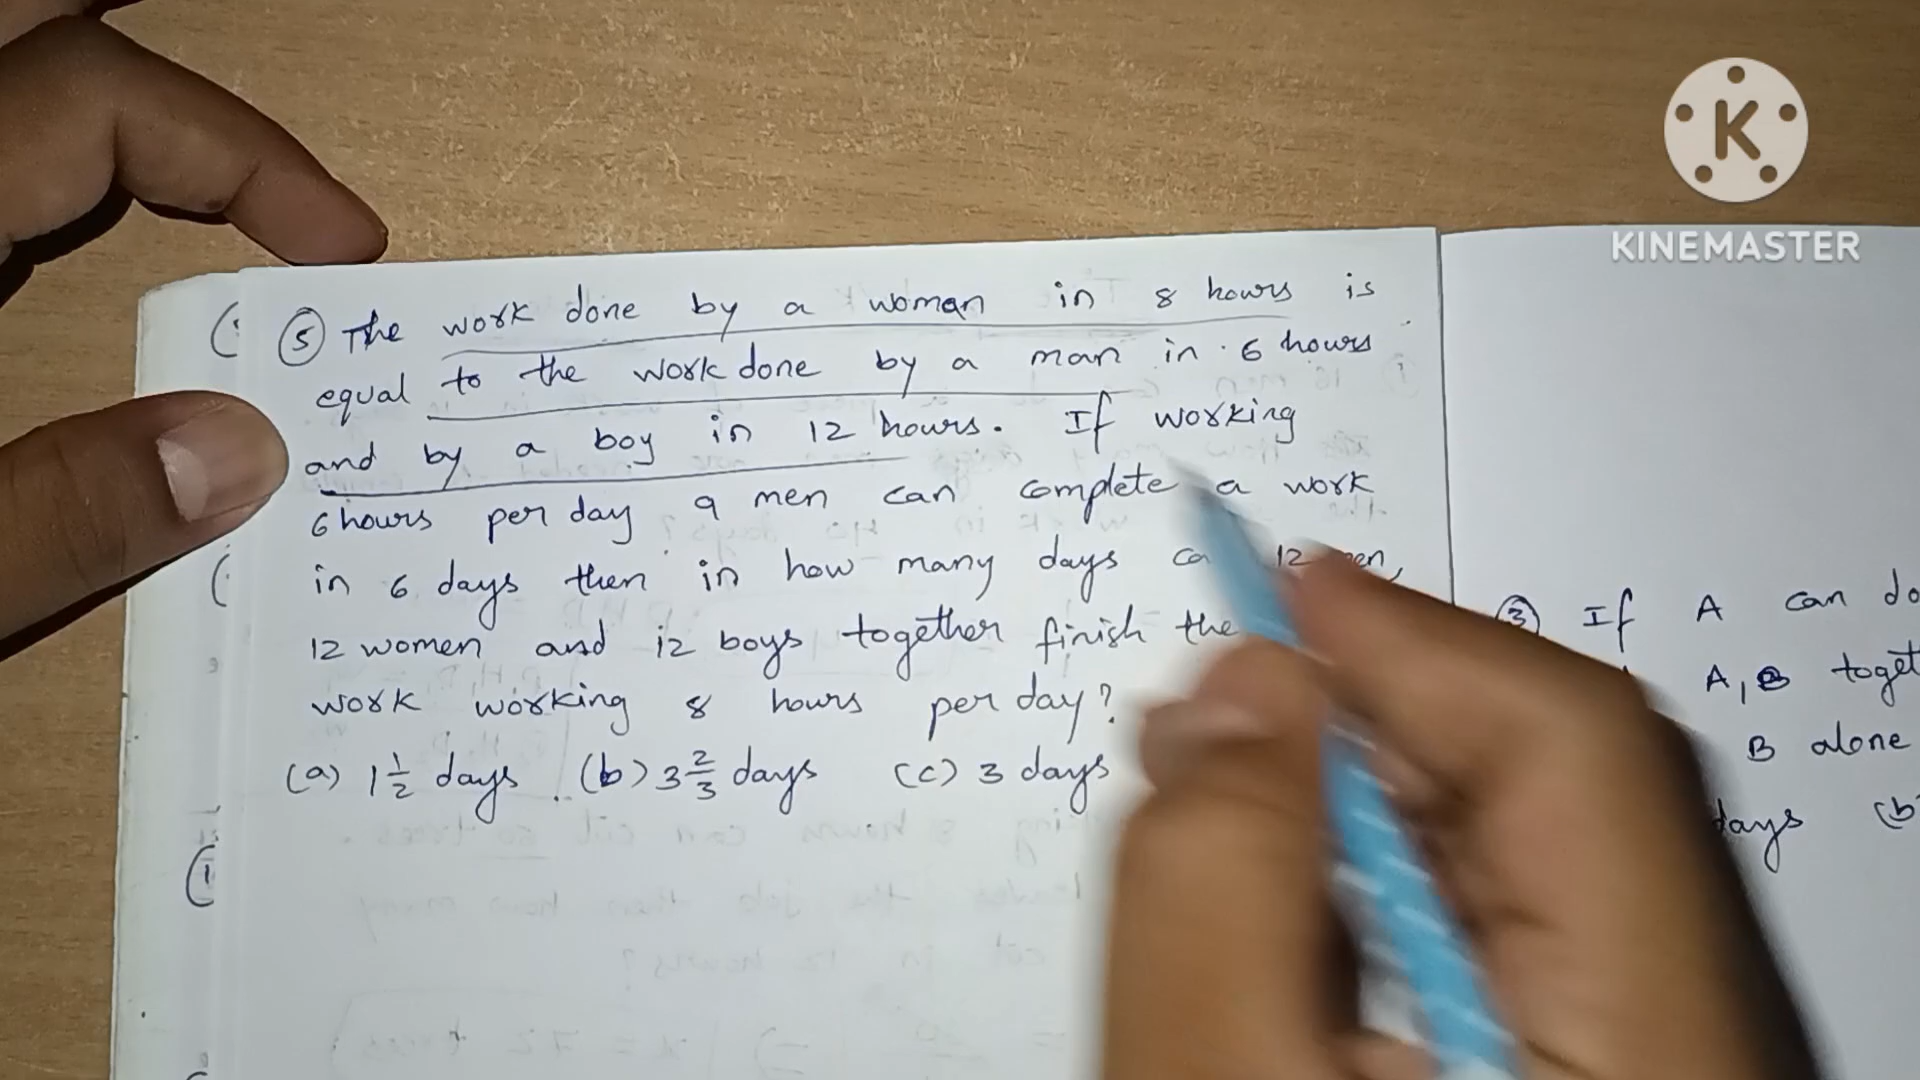 K
KINEMASTER
(5) The work done by a woman in 8 hours is
equal to the work done by a man in 6 hours
and by a boy in 12 hours. If working
6 hours per day 9 men can complete a work
in 6 days then in how many days 12
12 women and 12 boys together finish the
work working 8 hours per day?
(a) 1 1/2 days (b) 3 2/3 days (c) 3 days
(3) If A can do
A, B
B alone
days (b